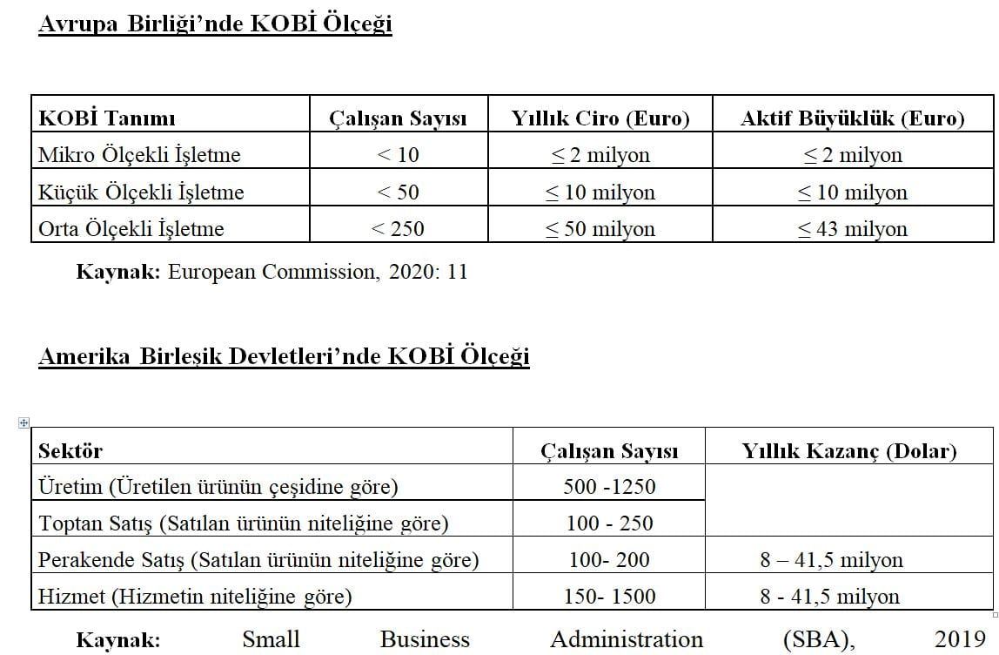 Avrupa Birliği’nde KOBİ Ölçeği
KOBİ Tanımı Çalışan Sayısı Yıllık Ciro (Euro) Aktif Büyüklük (Euro)
Mikro Ölçekli İşletme < 10 ≤ 2 milyon ≤ 2 milyon
Küçük Ölçekli İşletme < 50 ≤ 10 milyon ≤ 10 milyon
Orta Ölçekli İşletme < 250 ≤ 50 milyon ≤ 43 milyon
Kaynak: European Commission, 2020: 11
Amerika Birleşik Devletleri’nde KOBİ Ölçeği
Sektör Çalışan Sayısı Yıllık Kazanç (Dolar)
Üretim (Üretilen ürünün çeşidine göre) 500 -1250
Toptan Satış (Satılan ürünün niteliğine göre) 100 - 250
Perakende Satış (Satılan ürünün niteliğine göre) 100- 200 8 – 41,5 milyon
Hizmet (Hizmetin niteliğine göre) 150- 1500 8 - 41,5 milyon
Kaynak: Small Business Administration (SBA), 2019